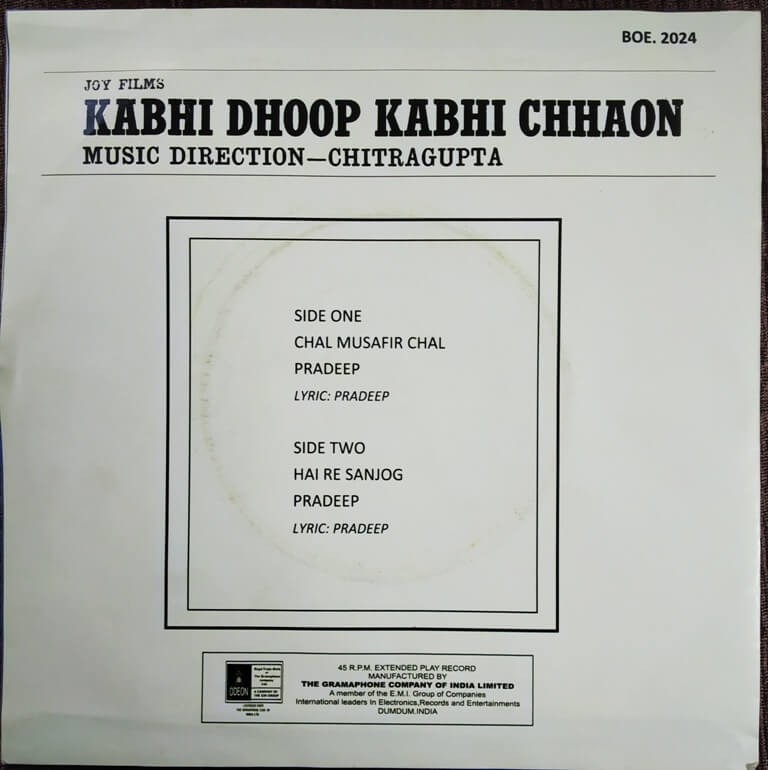 BOE. 2024
JOY FILMS
KABHI DHOOP KABHI CHHAON
MUSIC DIRECTION—CHITRAGUPTA
SIDE ONE
CHAL MUSAFIR CHAL
PRADEEP
LYRIC: PRADEEP
SIDE TWO
HAI RE SANJOG
PRADEEP
LYRIC: PRADEEP
ODEON
45 R.P.M. EXTENDED PLAY RECORD
MANUFACTURED BY
THE GRAMAPHONE COMPANY OF INDIA LIMITED
A member of the E.M.I. Group of Companies
International leaders In Electronics,Records and Entertainments
DUMDUM.INDIA